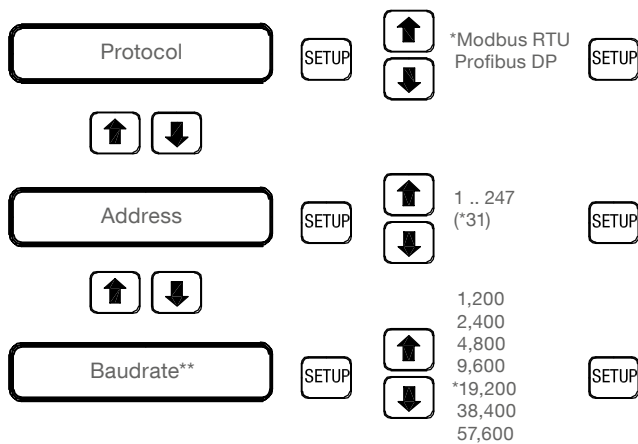 Protocol
SETUP
*Modbus RTU
Profibus DP
SETUP
Address
SETUP
1 .. 247
(*31)
SETUP
Baudrate**
SETUP
1,200
2,400
4,800
9,600
*19,200
38,400
57,600
SETUP